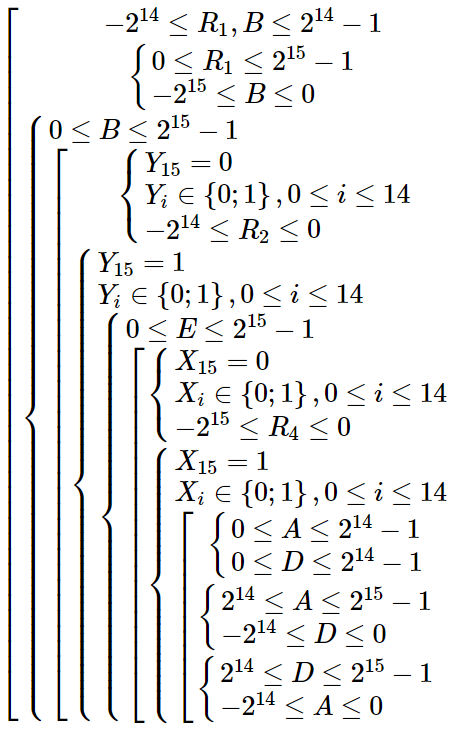 −2^14 ≤ R_1, B ≤ 2^14 − 1
0 ≤ R_1 ≤ 2^15 − 1
−2^15 ≤ B ≤ 0
0 ≤ B ≤ 2^15 − 1
Y_15 = 0
Y_i ∈ {0; 1} , 0 ≤ i ≤ 14
−2^14 ≤ R_2 ≤ 0
Y_15 = 1
Y_i ∈ {0; 1} , 0 ≤ i ≤ 14
0 ≤ E ≤ 2^15 − 1
X_15 = 0
X_i ∈ {0; 1} , 0 ≤ i ≤ 14
−2^15 ≤ R_4 ≤ 0
X_15 = 1
X_i ∈ {0; 1} , 0 ≤ i ≤ 14
0 ≤ A ≤ 2^14 − 1
0 ≤ D ≤ 2^14 − 1
2^14 ≤ A ≤ 2^15 − 1
−2^14 ≤ D ≤ 0
2^14 ≤ D ≤ 2^15 − 1
−2^14 ≤ A ≤ 0